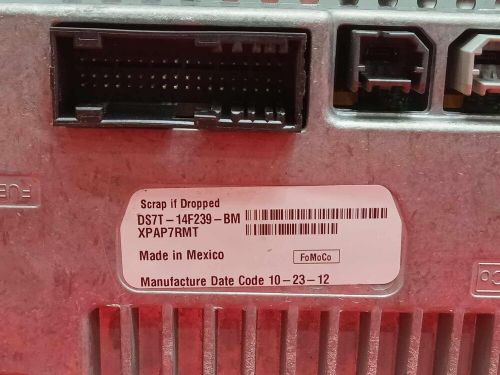 Scrap if Dropped
DS7T-14F239-BM
XPAP7RMT
Made in Mexico
FoMoCo
Manufacture Date Code 10-23-12